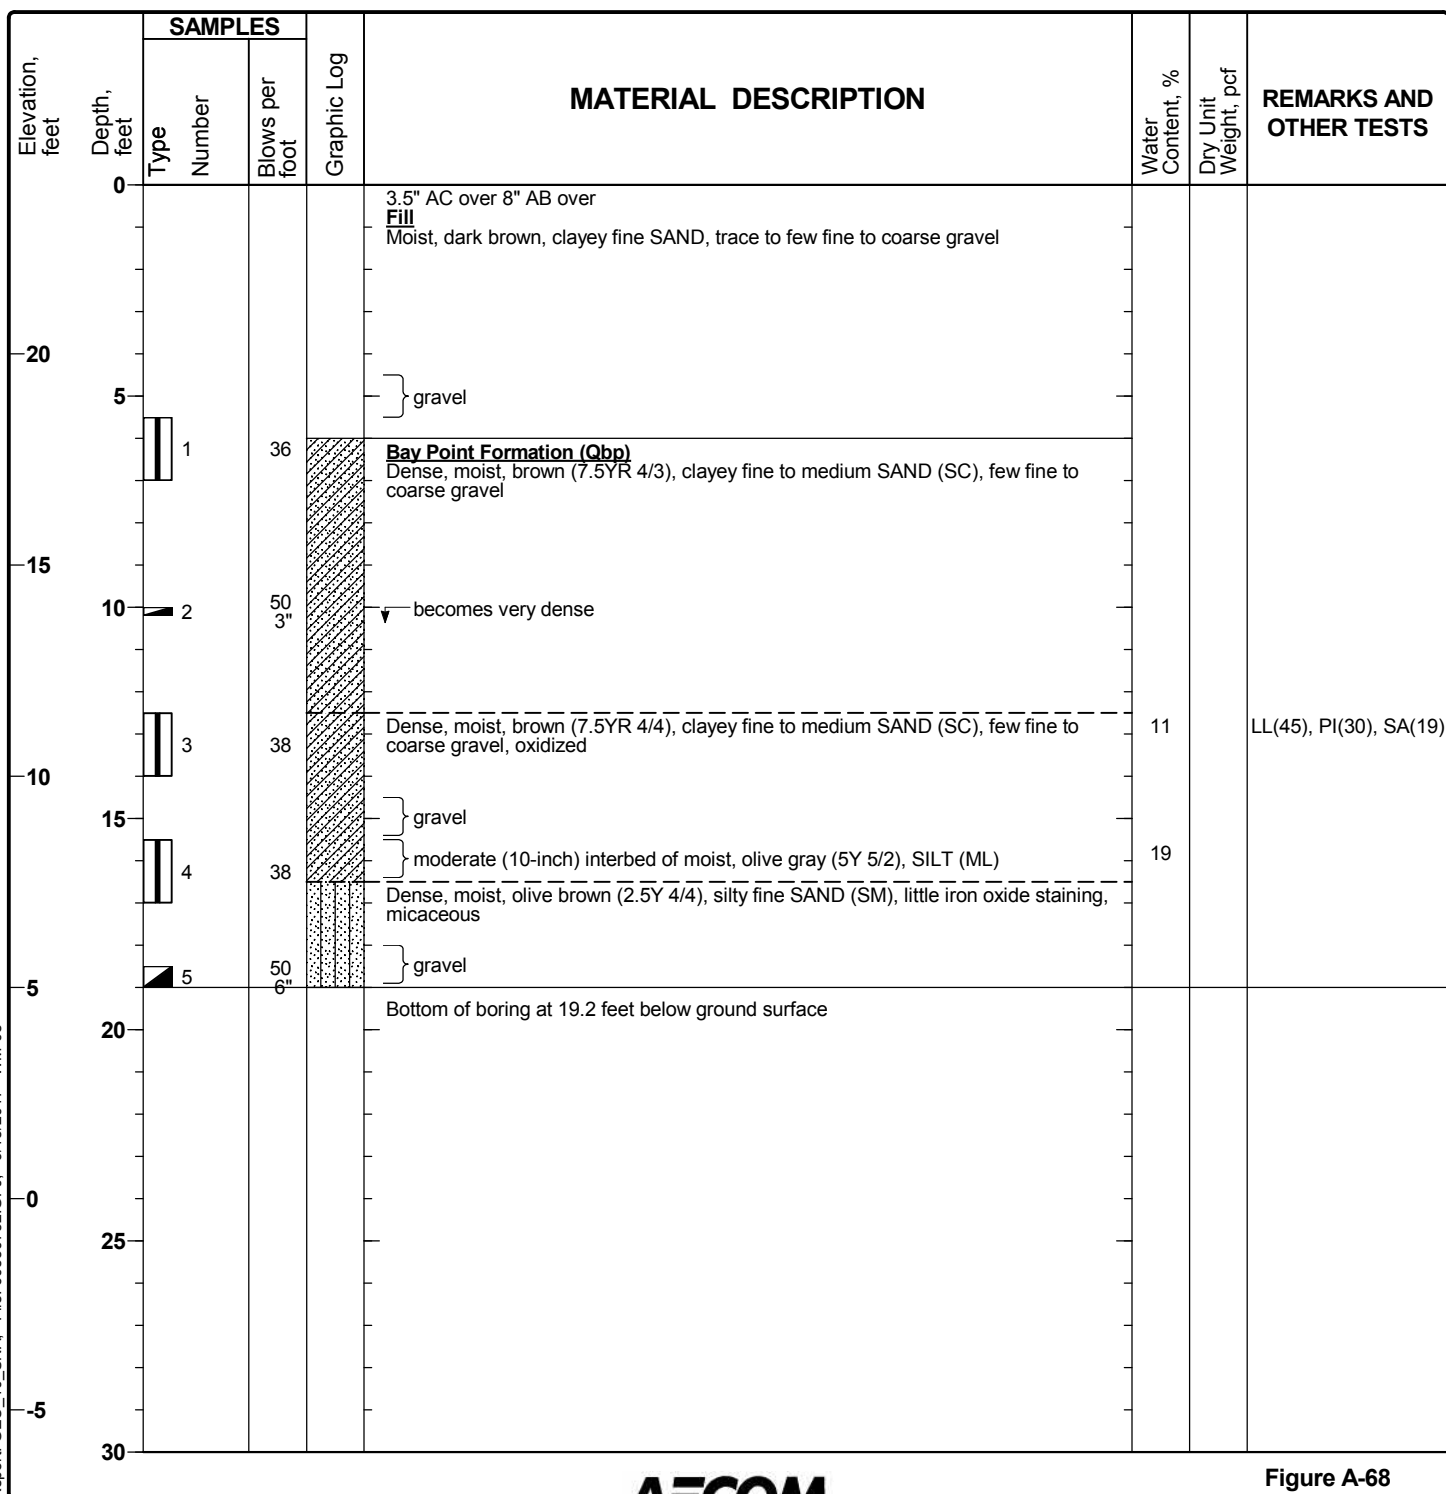 SAMPLES
Elevation, feet
Depth, feet
Type
Number
Blows per foot
Graphic Log
MATERIAL DESCRIPTION
Water Content, %
Dry Unit Weight, pcf
REMARKS AND
OTHER TESTS
0
3.5" AC over 8" AB over
Fill
Moist, dark brown, clayey fine SAND, trace to few fine to coarse gravel
20
5
gravel
1 36
Bay Point Formation (Qbp)
Dense, moist, brown (7.5YR 4/3), clayey fine to medium SAND (SC), few fine to
coarse gravel
15
10
2
50
3"
becomes very dense
3 38
Dense, moist, brown (7.5YR 4/4), clayey fine to medium SAND (SC), few fine to
coarse gravel, oxidized
11
LL(45), PI(30), SA(19)
10
15
gravel
4 38
moderate (10-inch) interbed of moist, olive gray (5Y 5/2), SILT (ML)
19
Dense, moist, olive brown (2.5Y 4/4), silty fine SAND (SM), little iron oxide staining,
micaceous
gravel
5
50
6"
5
Bottom of boring at 19.2 feet below ground surface
20
0
25
-5
30
AECOM
Figure A-68